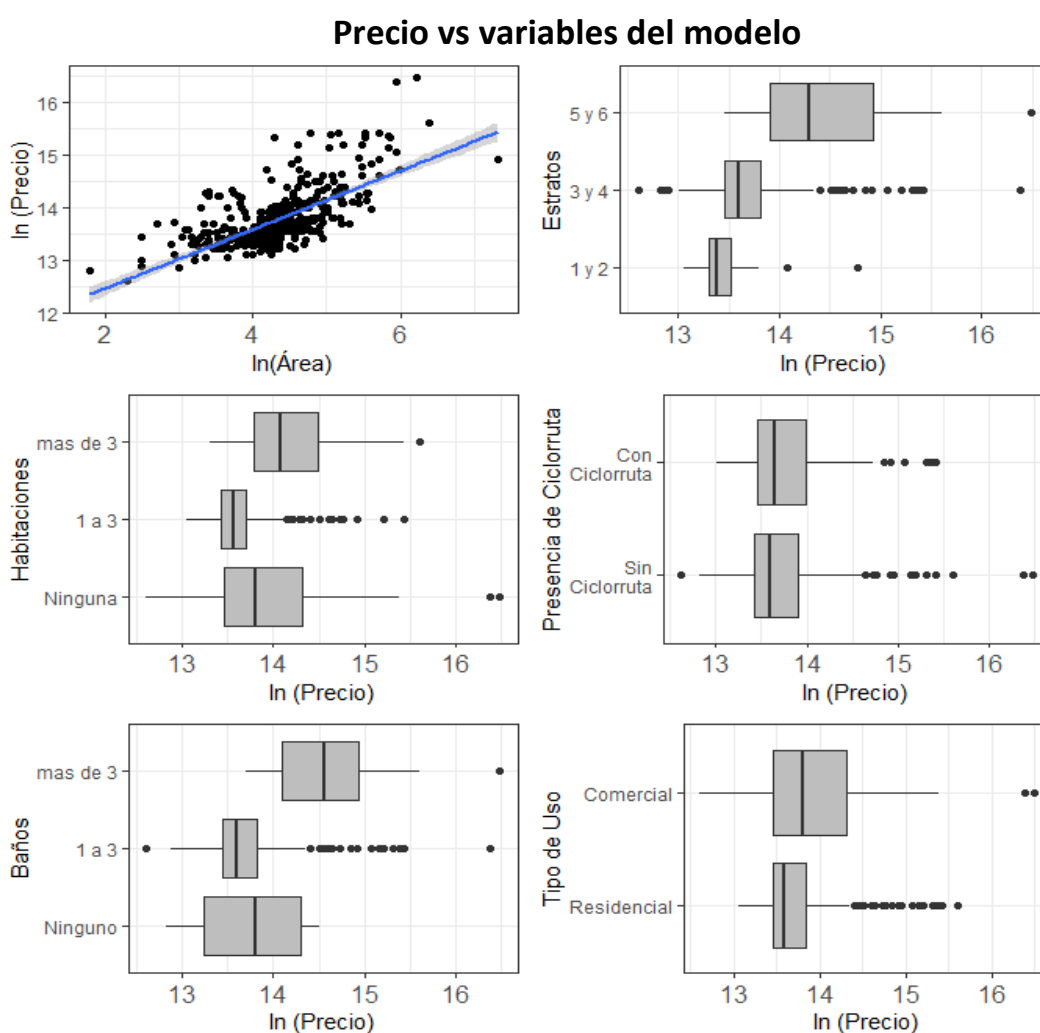 Precio vs variables del modelo
ln (Precio)
16
15
14
13
12
2 4 6
ln(Área)
Estratos
5 y 6
3 y 4
1 y 2
13 14 15 16
ln (Precio)
Habitaciones
mas de 3
1 a 3
Ninguna
13 14 15 16
ln (Precio)
Presencia de Ciclorruta
Con
Ciclorruta
Sin
Ciclorruta
13 14 15 16
ln (Precio)
Baños
mas de 3
1 a 3
Ninguno
13 14 15 16
ln (Precio)
Tipo de Uso
Comercial
Residencial
13 14 15 16
ln (Precio)